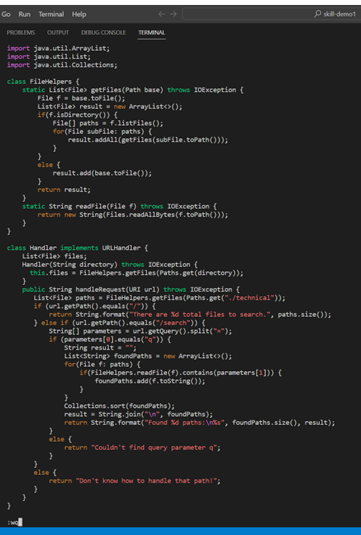 Go Run Terminal Help
skill-demo1
PROBLEMS OUTPUT DEBUG CONSOLE TERMINAL
import java.util.ArrayList;
import java.util.List;
import java.util.Collections;
class FileHelpers {
    static List<File> getFiles(Path base) throws IOException {
        File f = base.toFile();
        List<File> result = new ArrayList<>();
        if(f.isDirectory()) {
            File[] paths = f.listFiles();
            for(File subFile: paths) {
                result.addAll(getFiles(subFile.toPath()));
            }
        }
        else {
            result.add(base.toFile());
        }
        return result;
    }
    static String readFile(File f) throws IOException {
        return new String(Files.readAllBytes(f.toPath()));
    }
}
class Handler implements URLHandler {
    List<File> files;
    Handler(String directory) throws IOException {
      this.files = FileHelpers.getFiles(Paths.get(directory));
    }
    public String handleRequest(URI url) throws IOException {
       List<File> paths = FileHelpers.getFiles(Paths.get("./technical"));
       if (url.getPath().equals("/")) {
           return String.format("There are %d total files to search.", paths.size());
       } else if (url.getPath().equals("/search")) {
           String[] parameters = url.getQuery().split("=");
           if (parameters[0].equals("q")) {
               String result = "";
               List<String> foundPaths = new ArrayList<>();
               for(File f: paths) {
                   if(FileHelpers.readFile(f).contains(parameters[1])) {
                       foundPaths.add(f.toString());
                   }
               }
               Collections.sort(foundPaths);
               result = String.join("\n", foundPaths);
               return String.format("Found %d paths:\n%s", foundPaths.size(), result);
           }
           else {
               return "Couldn't find query parameter q";
           }
       }
       else {
           return "Don't know how to handle that path!";
       }
    }
}
:wq